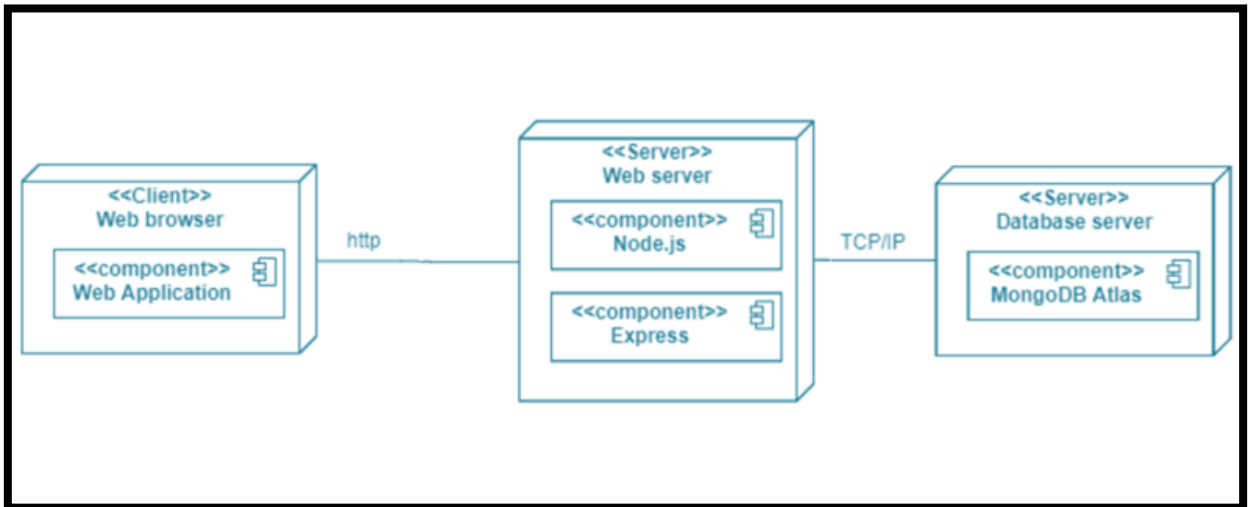 <<Client>>
Web browser
<<component>>
Web Application
http
<<Server>>
Web server
<<component>>
Node.js
<<component>>
Express
TCP/IP
<<Server>>
Database server
<<component>>
MongoDB Atlas